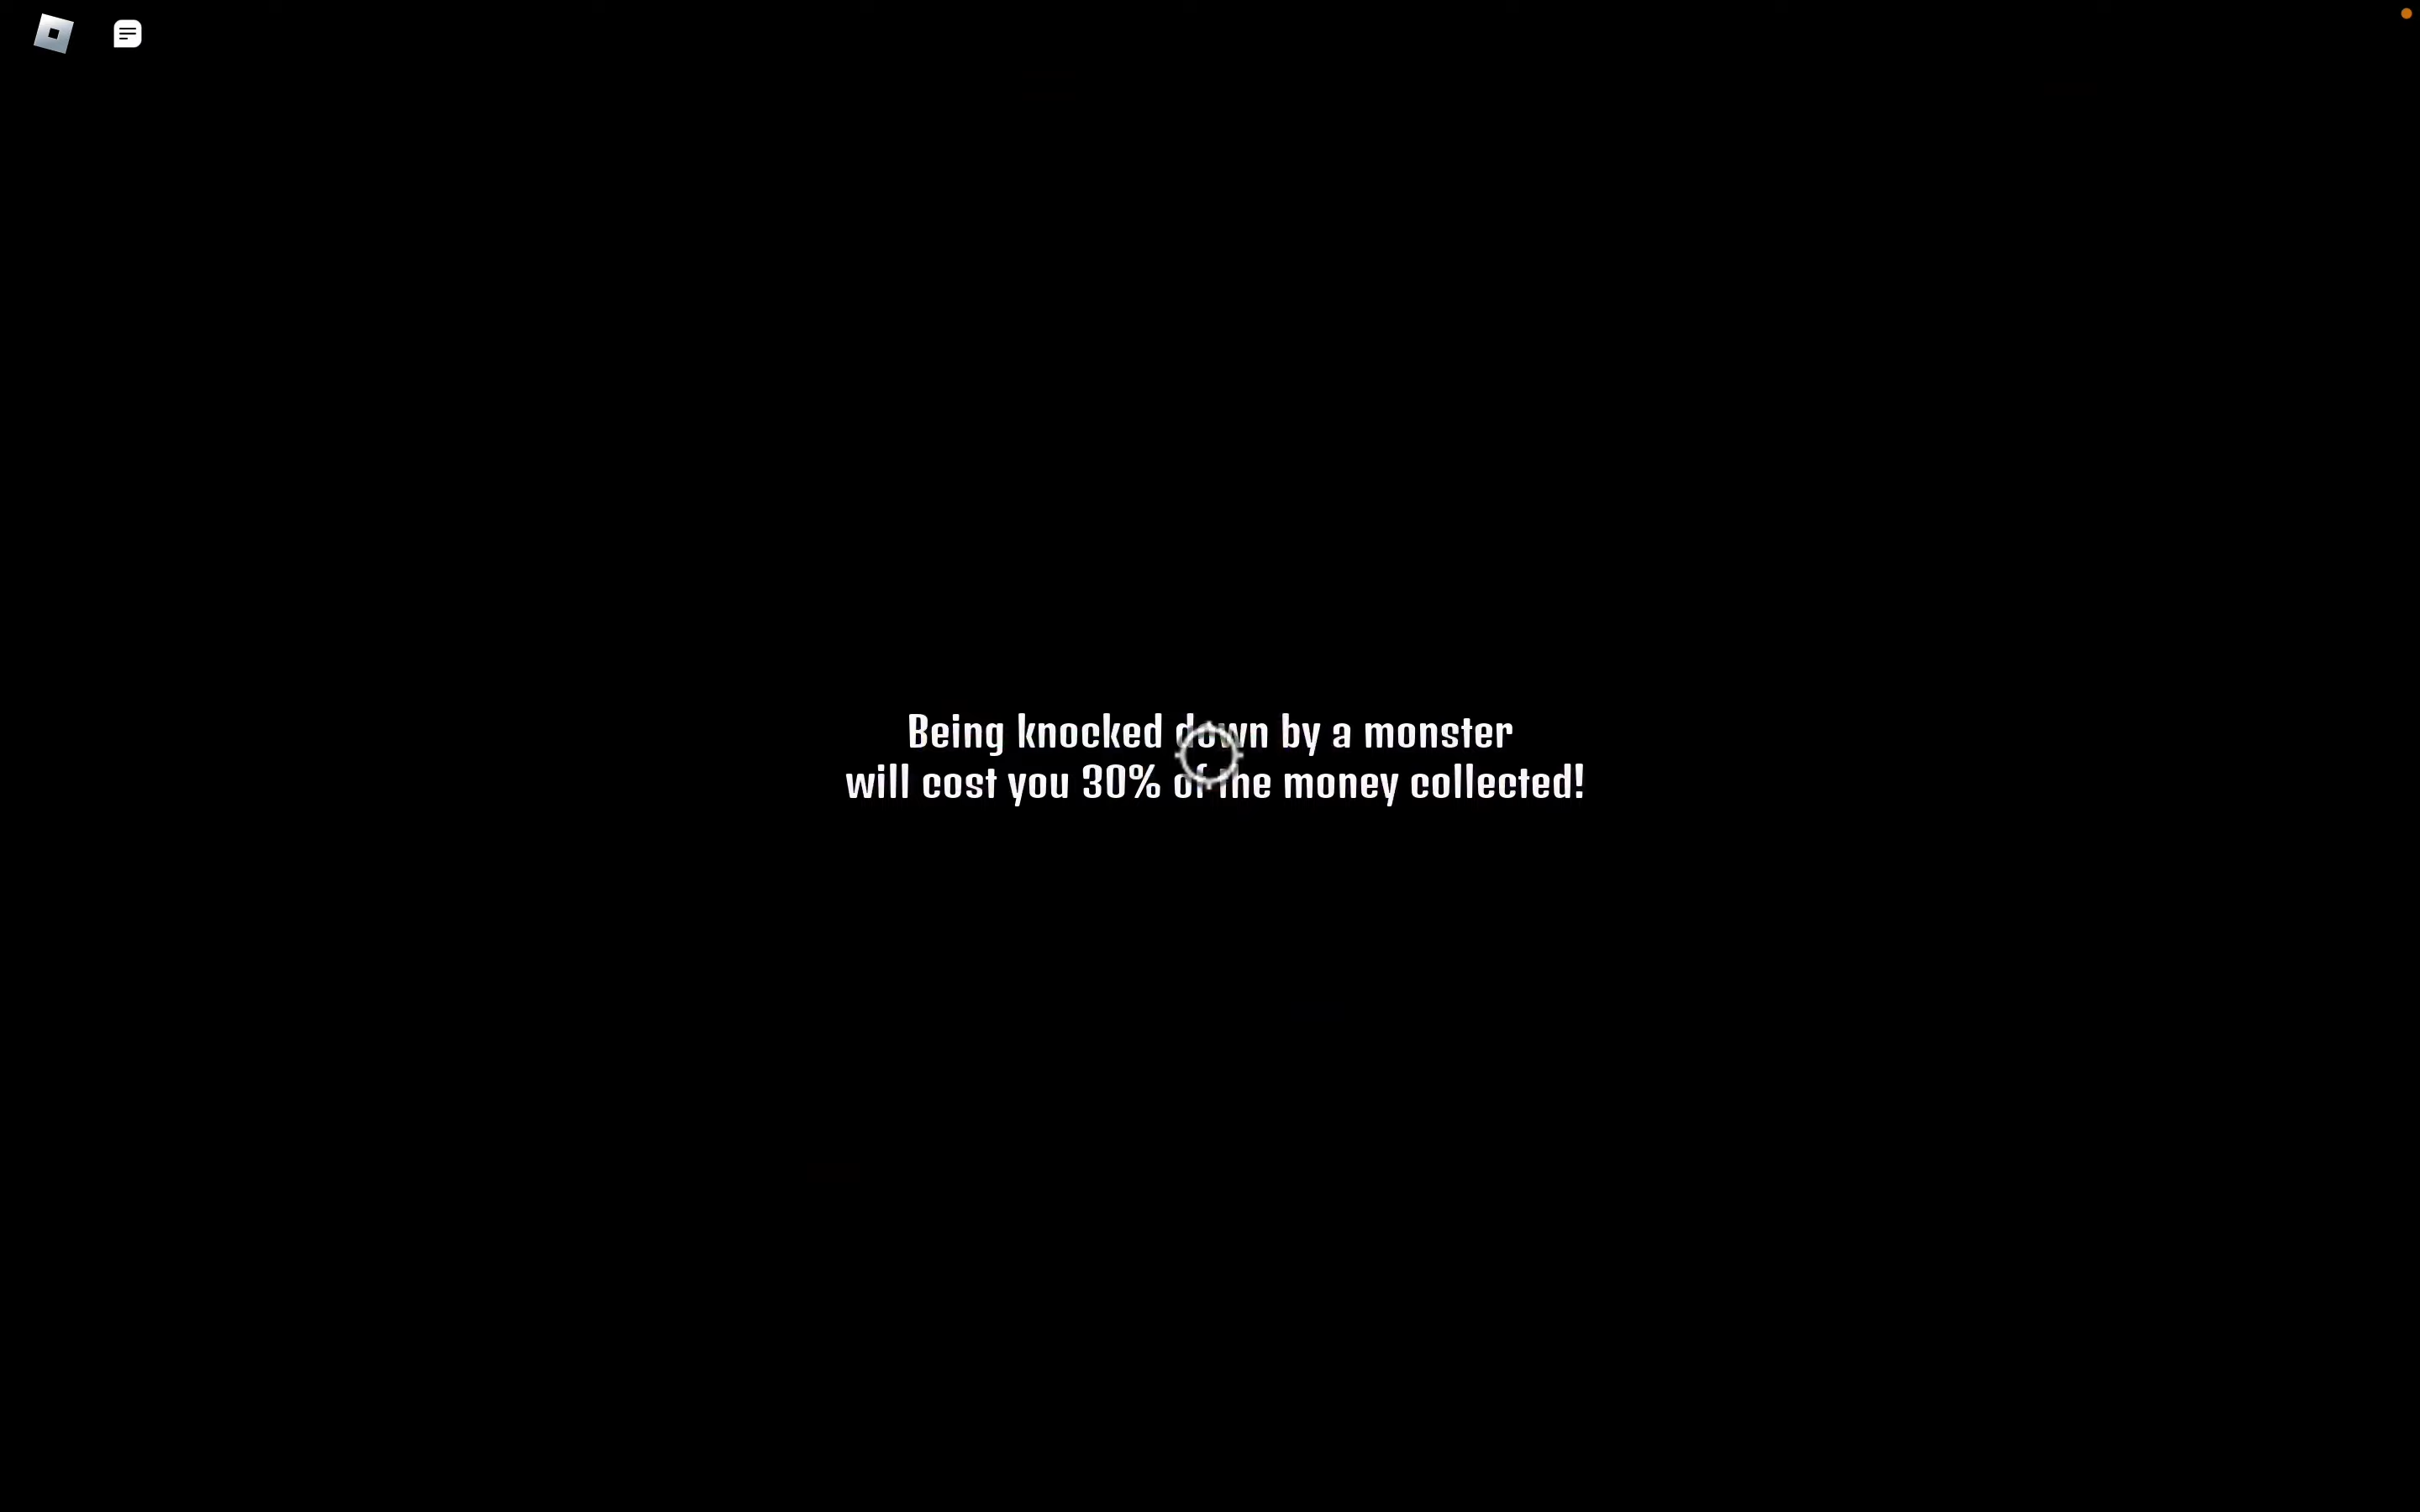 Being knocked down by a monster
will cost you 30% of the money collected!